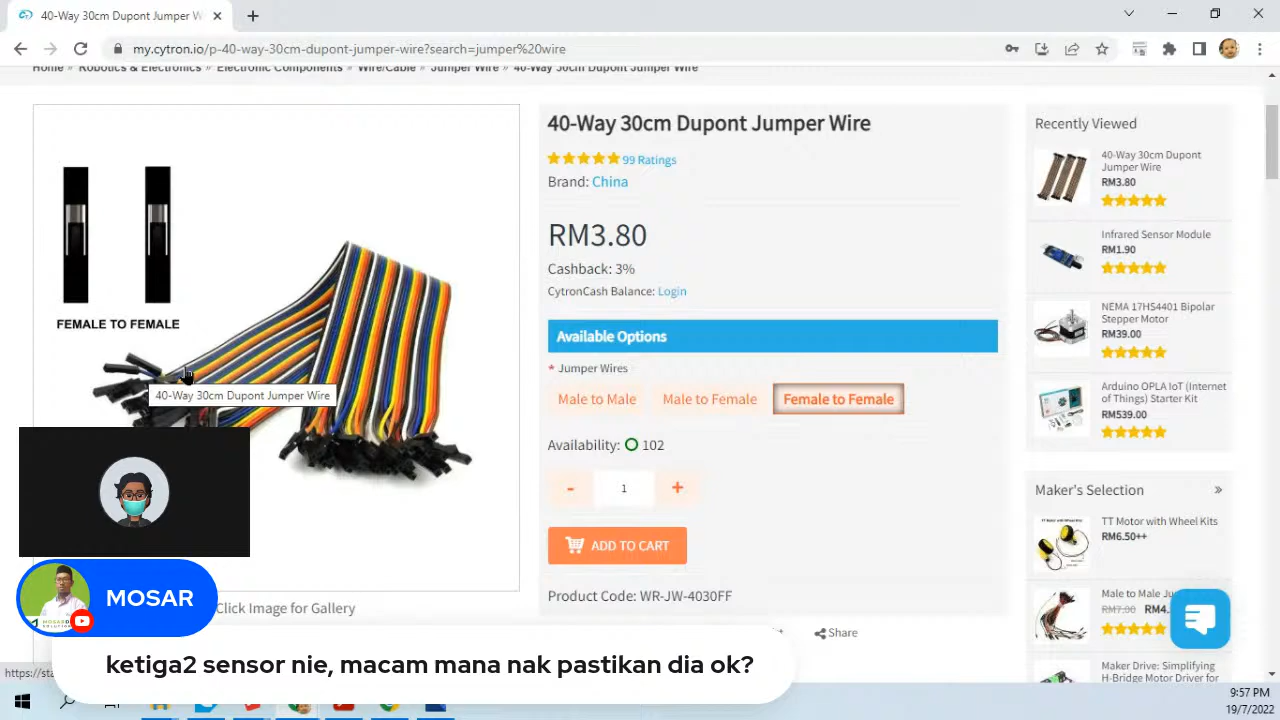 40-Way 30cm Dupont Jumper W
my.cytron.io/p-40-way-30cm-dupont-jumper-wire?search=jumper%20wire
Home » Robotics & Electronics » Electronic Components » Wire/Cable » Jumper Wire » 40-Way 30cm Dupont Jumper Wire
FEMALE TO FEMALE
40-Way 30cm Dupont Jumper Wire
Click Image for Gallery
40-Way 30cm Dupont Jumper Wire
99 Ratings
Brand: China
RM3.80
Cashback: 3%
CytronCash Balance: Login
Available Options
* Jumper Wires
Male to Male Male to Female Female to Female
Availability: 102
- 1 +
ADD TO CART
Product Code: WR-JW-4030FF
Share
Recently Viewed
40-Way 30cm Dupont
Jumper Wire
RM3.80
Infrared Sensor Module
RM1.90
NEMA 17HS4401 Bipolar
Stepper Motor
RM39.00
Arduino OPLA IoT (Internet
of Things) Starter Kit
RM539.00
Maker's Selection »
TT Motor with Wheel Kits
RM6.50++
Male to Male Ju
RM7.00 RM4.
Maker Drive: Simplifying
H-Bridge Motor Driver for
MOSAR
ketiga2 sensor nie, macam mana nak pastikan dia ok?
https://sta
9:57 PM
19/7/2022